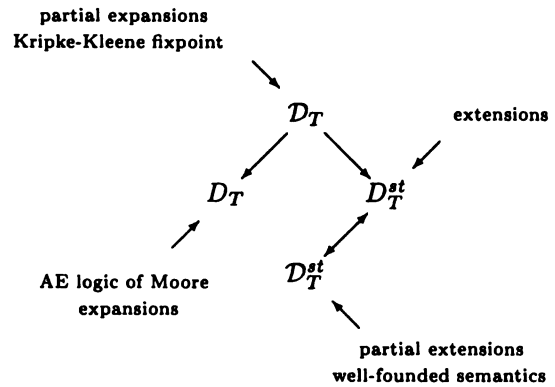 partial expansions
Kripke-Kleene fixpoint
𝒟_T
extensions
D_T
D_T^{st}
AE logic of Moore
expansions
𝒟_T^{st}
partial extensions
well-founded semantics